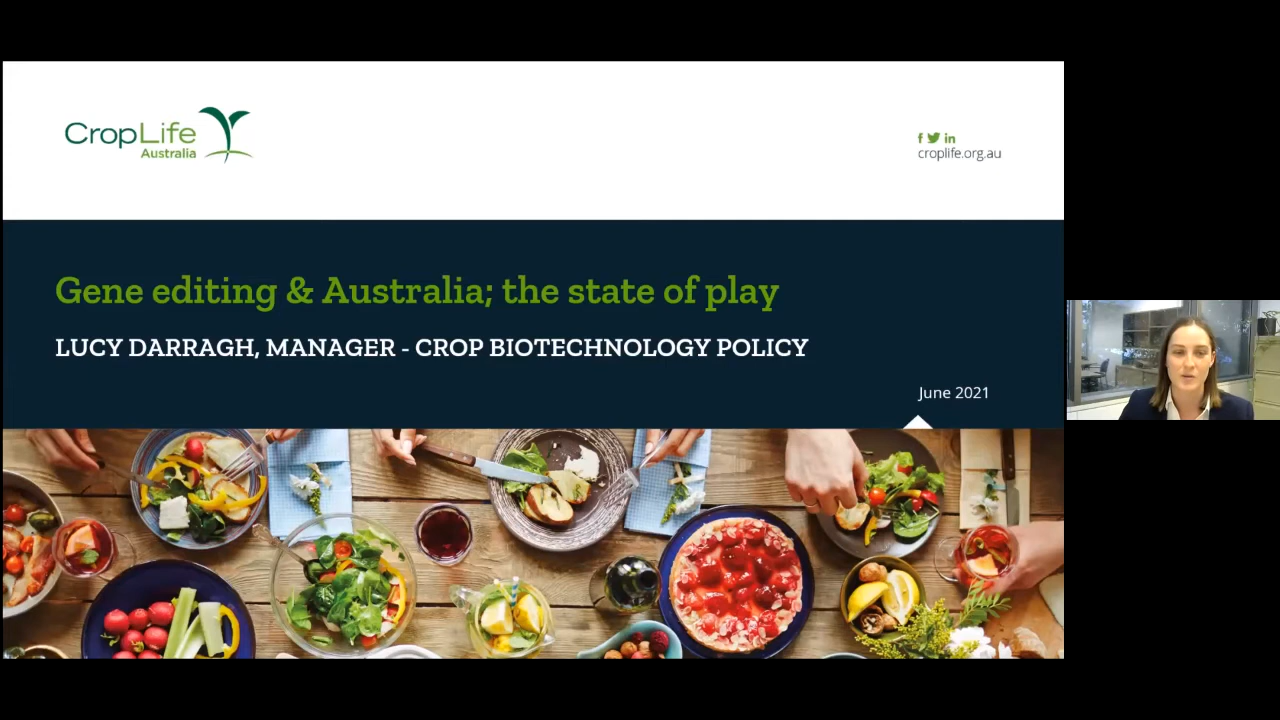 CropLife
Australia
croplife.org.au
Gene editing & Australia; the state of play
LUCY DARRAGH, MANAGER - CROP BIOTECHNOLOGY POLICY
June 2021